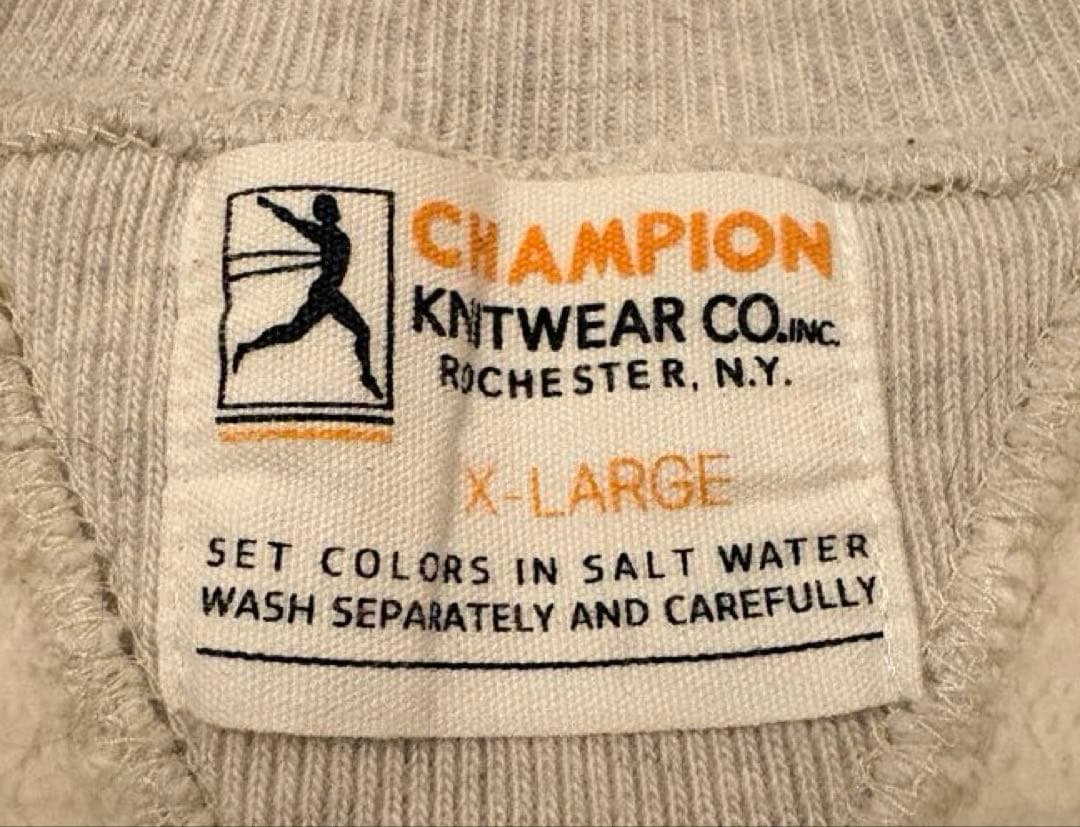 CHAMPION
KNITWEAR CO.INC.
ROCHESTER, N.Y.
X-LARGE
SET COLORS IN SALT WATER
WASH SEPARATELY AND CAREFULLY